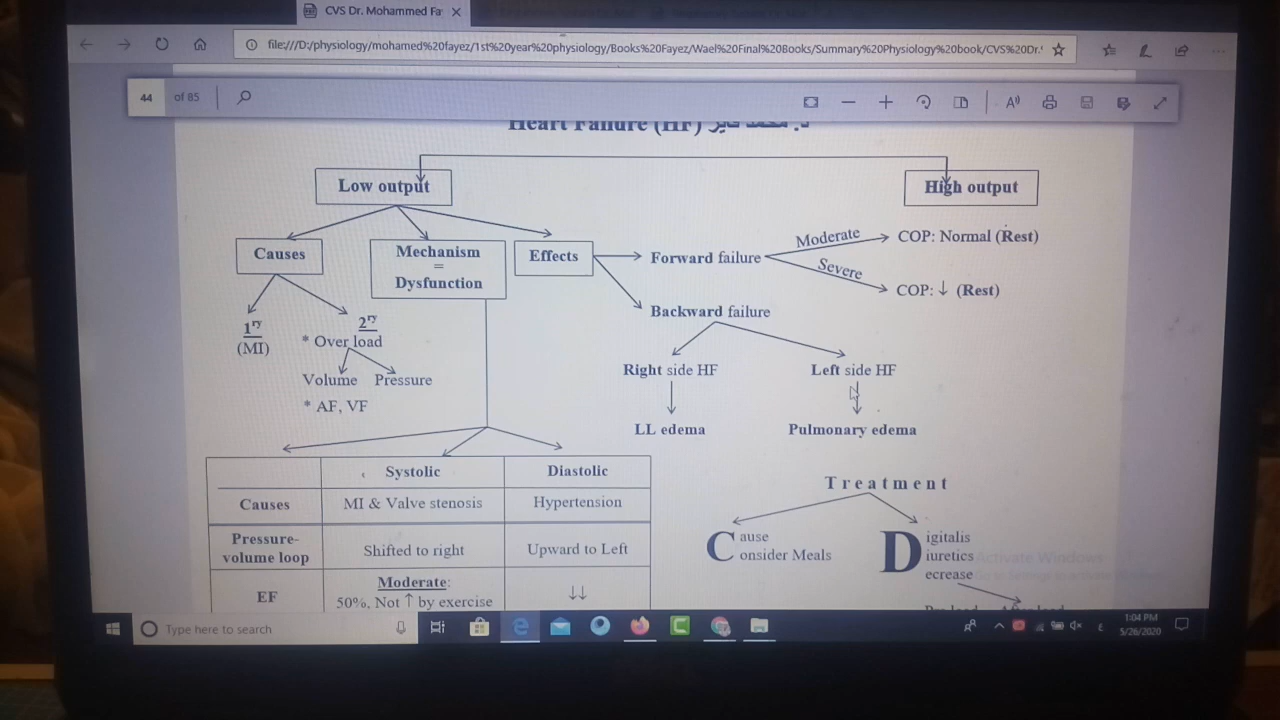 CVS Dr. Mohammed Fa
file:///D:/physiology/mohamed%20fayez/1st%20year%20physiology/Books%20Fayez/Wael%20Final%20Books/Summary%20Physiology%20book/CVS%20Dr.
44 of 85
Heart Failure (HF)
Low output
High output
Causes
Mechanism
=
Dysfunction
Effects
Forward failure
Moderate
COP: Normal (Rest)
Severe
COP: ↓ (Rest)
Backward failure
1ry
(MI)
2ry
* Over load
Volume Pressure
* AF, VF
Right side HF
Left side HF
LL edema
Pulmonary edema
Systolic Diastolic
Causes MI & Valve stenosis Hypertension
Pressure-
volume loop Shifted to right Upward to Left
EF Moderate:
50%, Not ↑ by exercise ↓↓
Treatment
Cause
Consider Meals
Digitalis
Diuretics
Decrease
Activate Windows
Type here to search
1:04 PM
5/26/2020